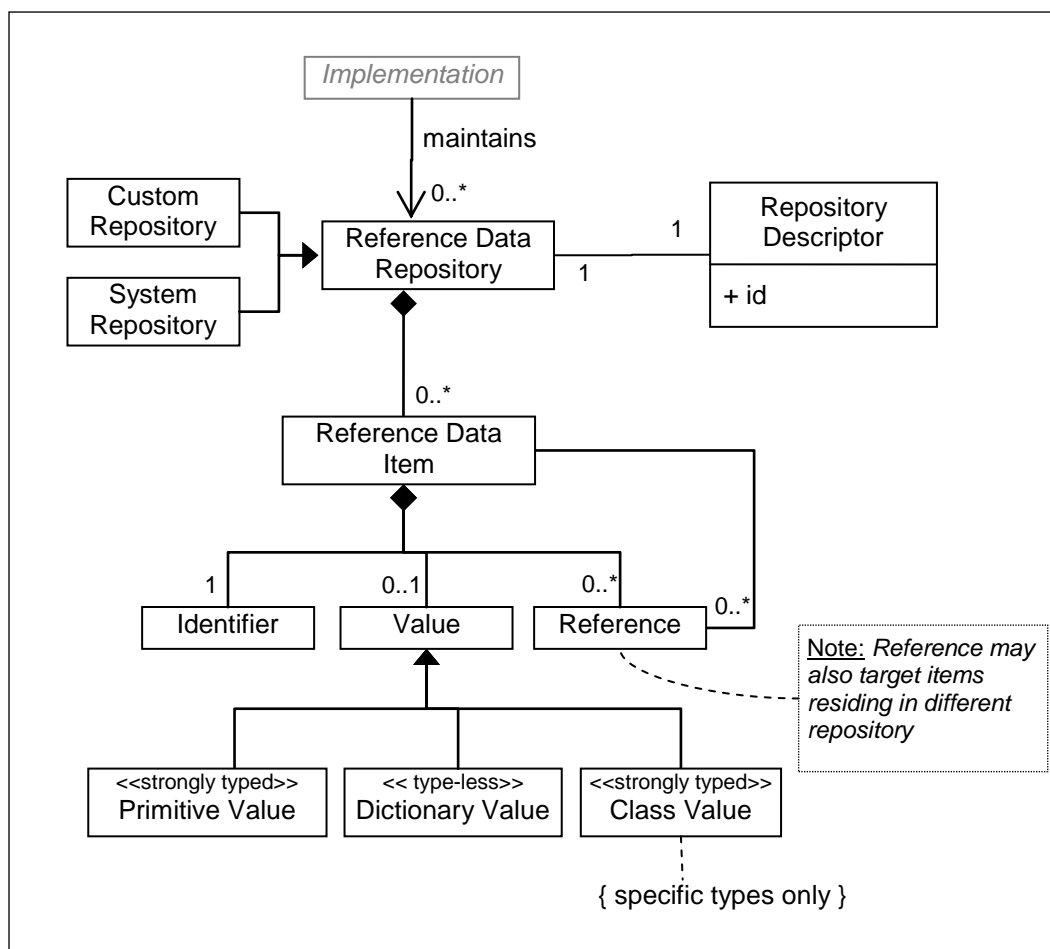 Implementation
maintains
0..*
Custom
Repository
Reference Data
Repository
1
1
Repository
Descriptor
+ id
System
Repository
0..*
Reference Data
Item
1
0..1
0..*
0..*
Identifier
Value
Reference
Note: Reference may
also target items
residing in different
repository
<<strongly typed>>
Primitive Value
<< type-less>>
Dictionary Value
<<strongly typed>>
Class Value
{ specific types only }